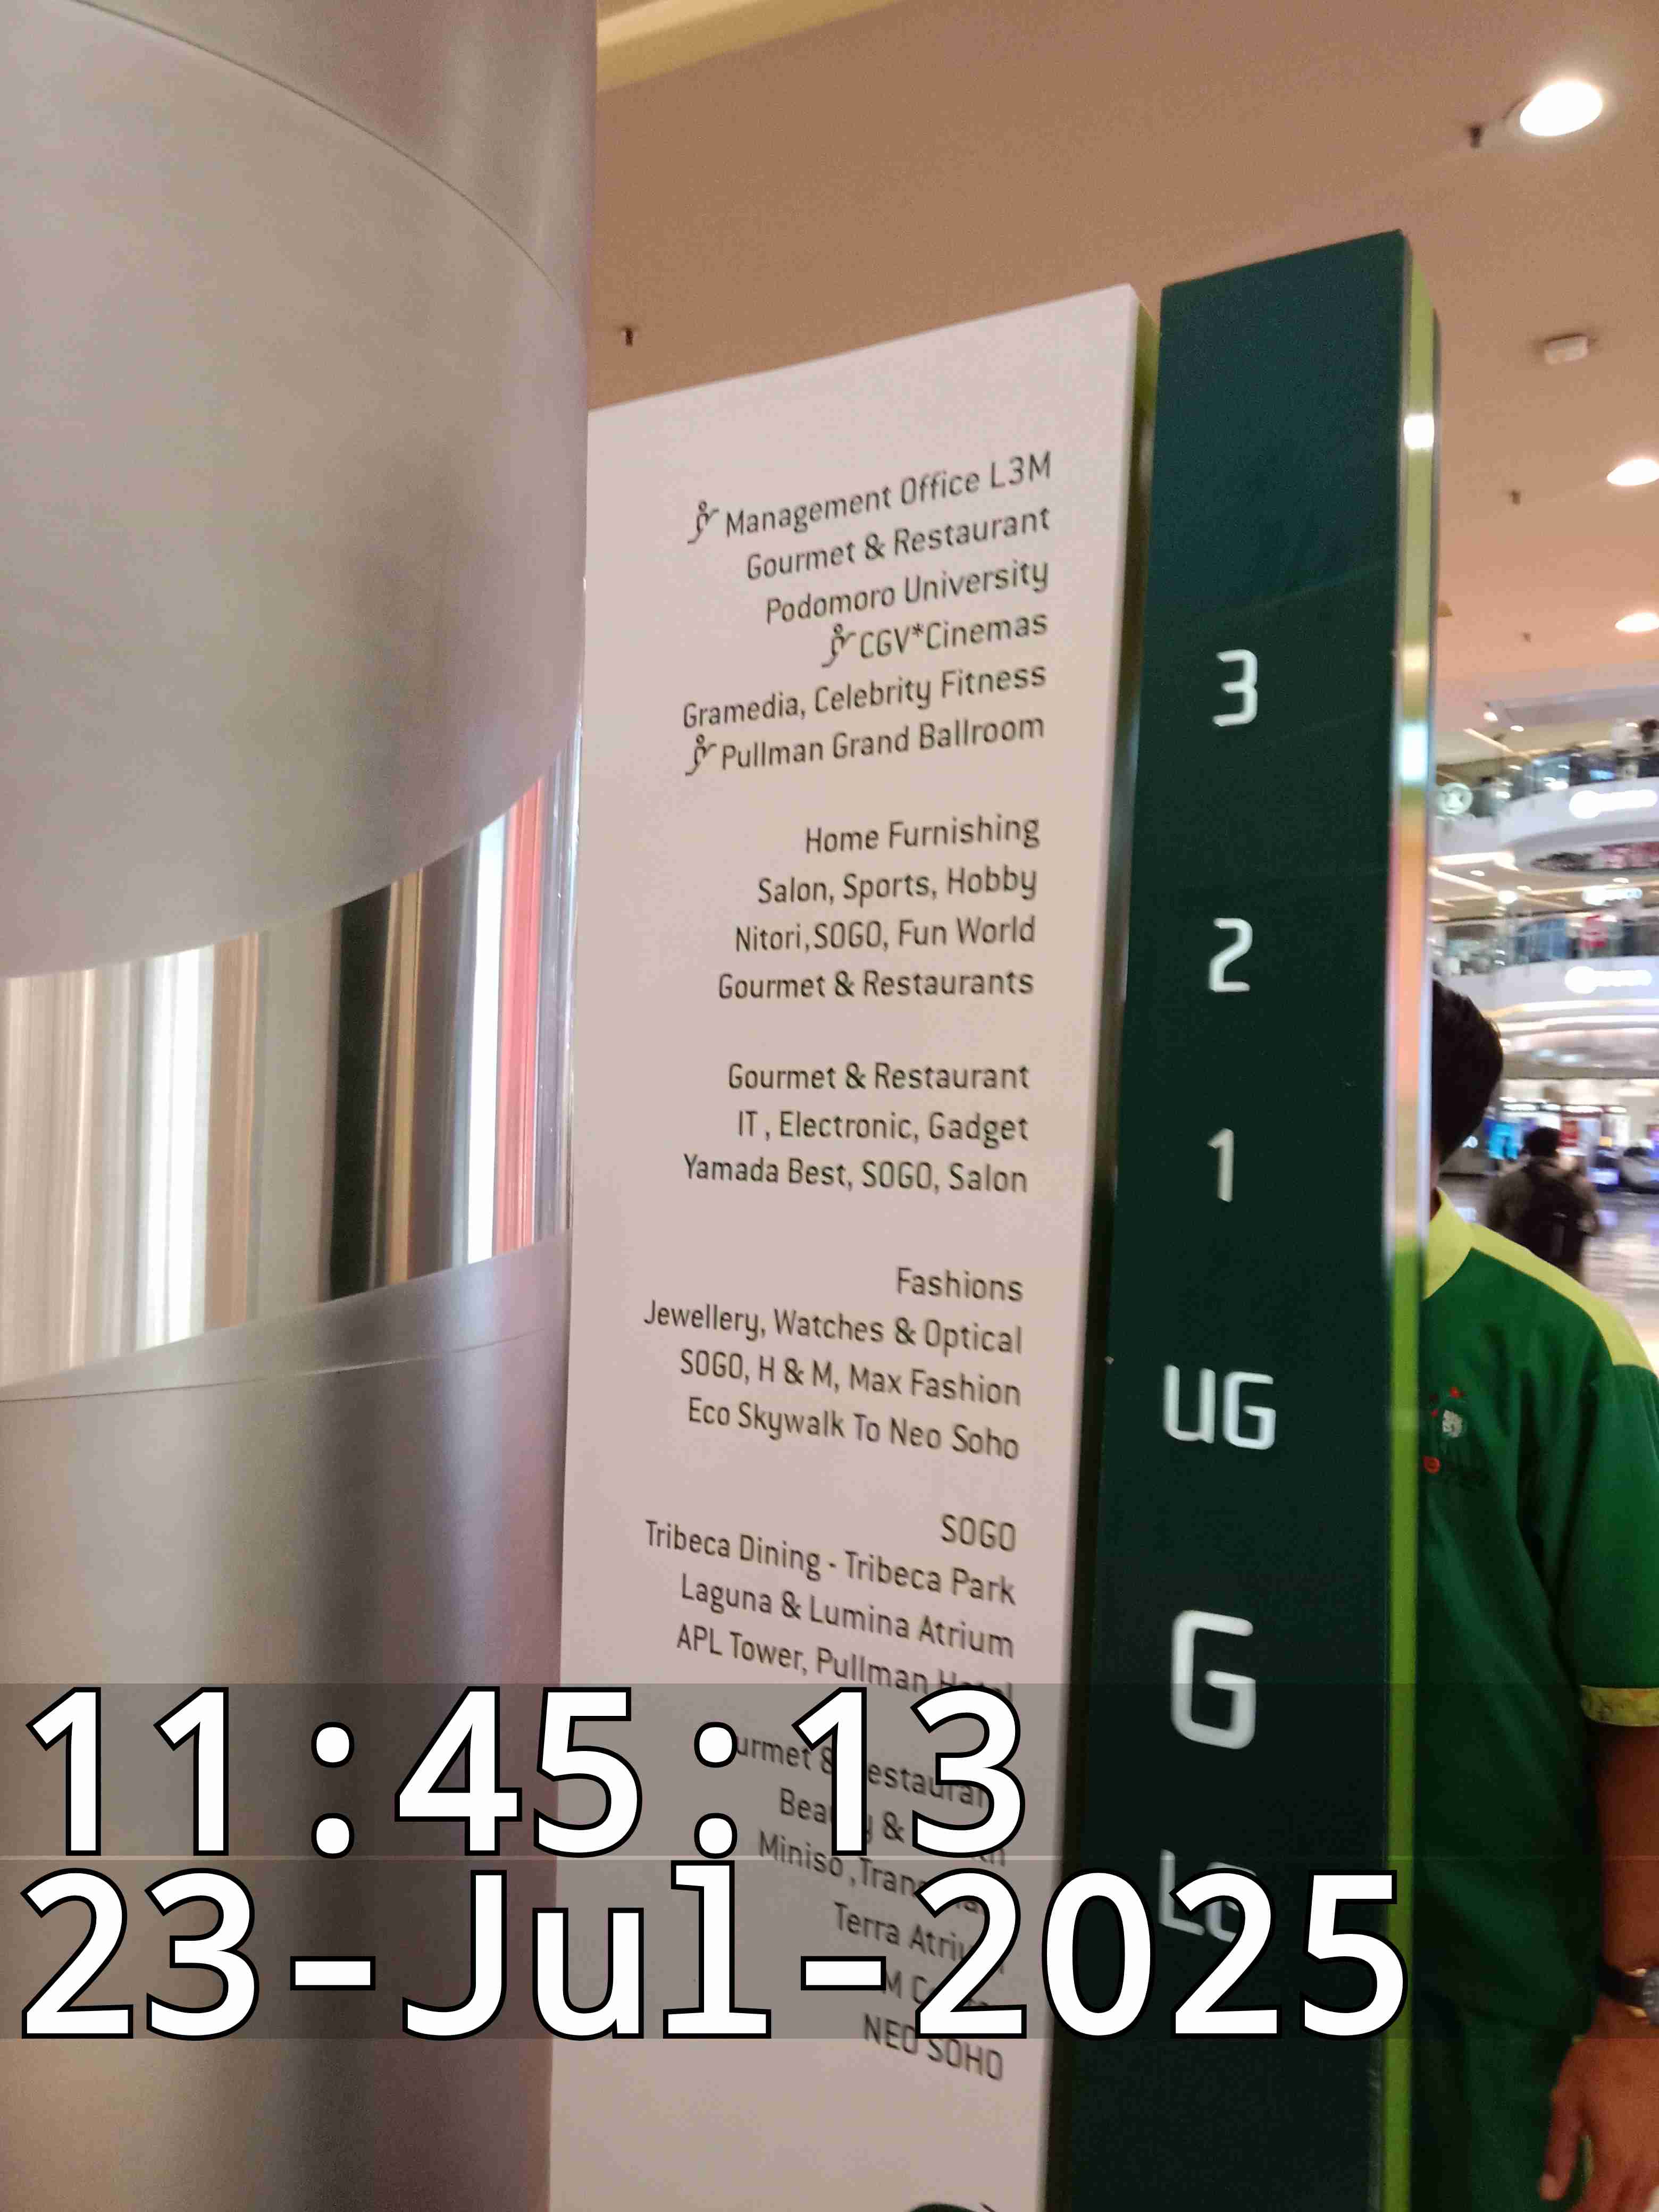 Management Office L3M
Gourmet & Restaurant
Podomoro University
CGV*Cinemas
Gramedia, Celebrity Fitness
Pullman Grand Ballroom
3
Home Furnishing
Salon, Sports, Hobby
Nitori,SOGO, Fun World
Gourmet & Restaurants
2
Gourmet & Restaurant
IT , Electronic, Gadget
Yamada Best, SOGO, Salon
1
Fashions
Jewellery, Watches & Optical
SOGO, H & M, Max Fashion
Eco Skywalk To Neo Soho
UG
SOGO
Tribeca Dining - Tribeca Park
Laguna & Lumina Atrium
APL Tower, Pullman
G
&
&
Miniso ,
Terra
NEO SOHO
11:45:13
23-Jul-2025